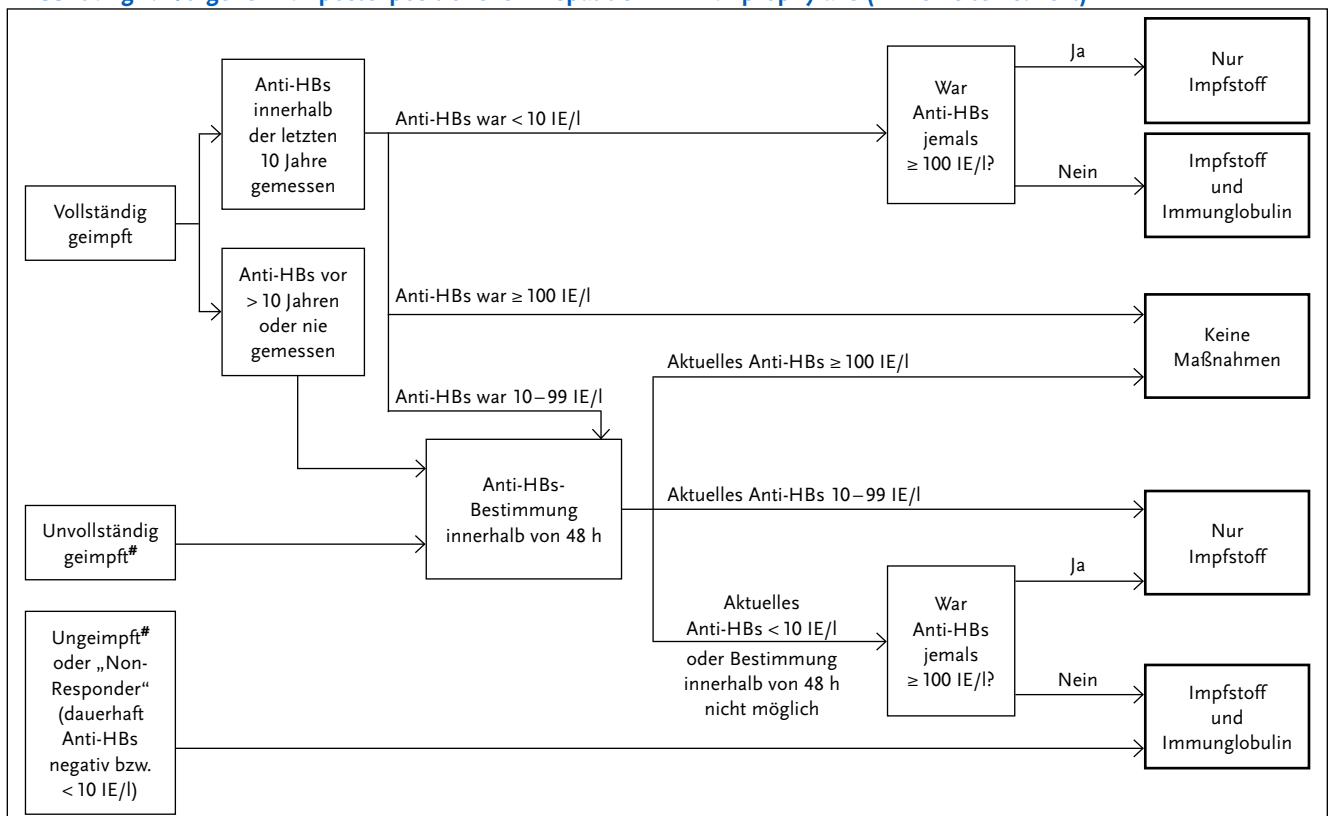 Anti-HBs
innerhalb
der letzten
10 Jahre
gemessen
Anti-HBs war < 10 IE/l
War
Anti-HBs
jemals
≥ 100 IE/l?
Ja
Nur
Impfstoff
Nein
Impfstoff
und
Immunglobulin
Vollständig
geimpft
Anti-HBs vor
> 10 Jahren
oder nie
gemessen
Anti-HBs war ≥ 100 IE/l
Keine
Maßnahmen
Aktuelles Anti-HBs ≥ 100 IE/l
Anti-HBs war 10–99 IE/l
Anti-HBs-
Bestimmung
innerhalb von 48 h
Aktuelles Anti-HBs 10–99 IE/l
Nur
Impfstoff
Unvollständig
geimpft#
Ja
Aktuelles
Anti-HBs < 10 IE/l
oder Bestimmung
innerhalb von 48 h
nicht möglich
War
Anti-HBs
jemals
≥ 100 IE/l?
Nein
Impfstoff
und
Immunglobulin
Ungeimpft#
oder „Non-
Responder“
(dauerhaft
Anti-HBs
negativ bzw.
< 10 IE/l)